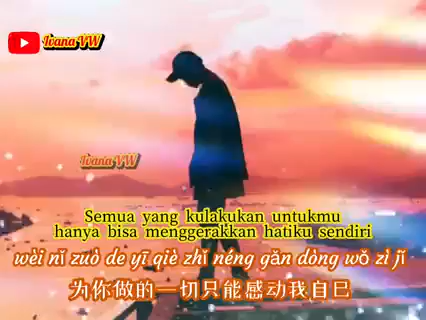 Ivana VW
Ivana VW
Semua yang kulakukan untukmu
hanya bisa menggerakkan hatiku sendiri
wèi nǐ zuò de yī qiè zhǐ néng gǎn dòng wǒ zì jǐ
为你做的一切只能感动我自己